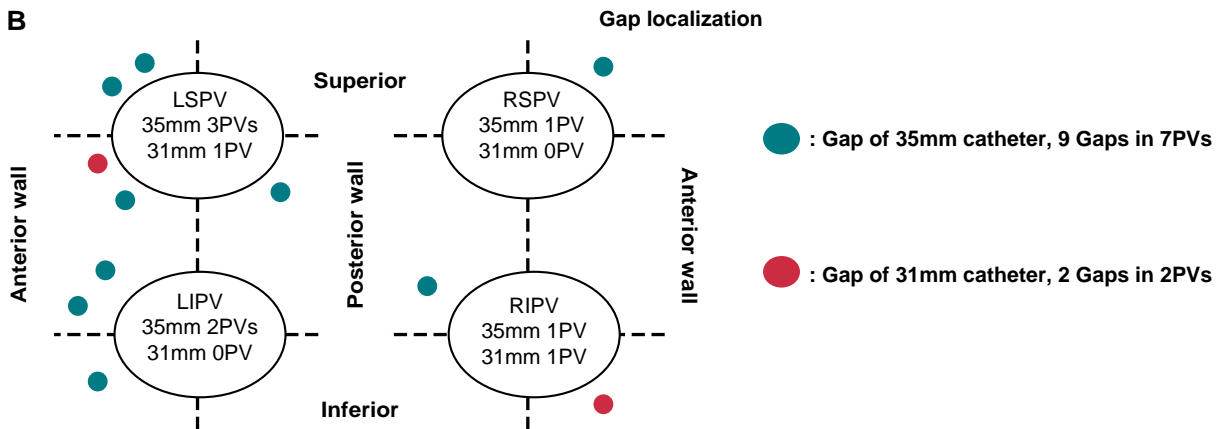 B
Gap localization
Superior
LSPV
35mm 3PVs
31mm 1PV
RSPV
35mm 1PV
31mm 0PV
: Gap of 35mm catheter, 9 Gaps in 7PVs
Anterior wall
Posterior wall
Anterior wall
: Gap of 31mm catheter, 2 Gaps in 2PVs
LIPV
35mm 2PVs
31mm 0PV
RIPV
35mm 1PV
31mm 1PV
Inferior